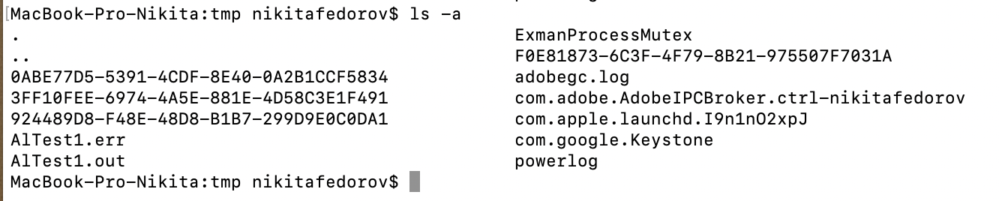 MacBook-Pro-Nikita:tmp nikitafedorov$ ls -a
.
..
0ABE77D5-5391-4CDF-8E40-0A2B1CCF5834
3FF10FEE-6974-4A5E-881E-4D58C3E1F491
924489D8-F48E-48D8-B1B7-299D9E0C0DA1
AlTest1.err
AlTest1.out
ExmanProcessMutex
F0E81873-6C3F-4F79-8B21-975507F7031A
adobegc.log
com.adobe.AdobeIPCBroker.ctrl-nikitafedorov
com.apple.launchd.I9n1nO2xpJ
com.google.Keystone
powerlog
MacBook-Pro-Nikita:tmp nikitafedorov$